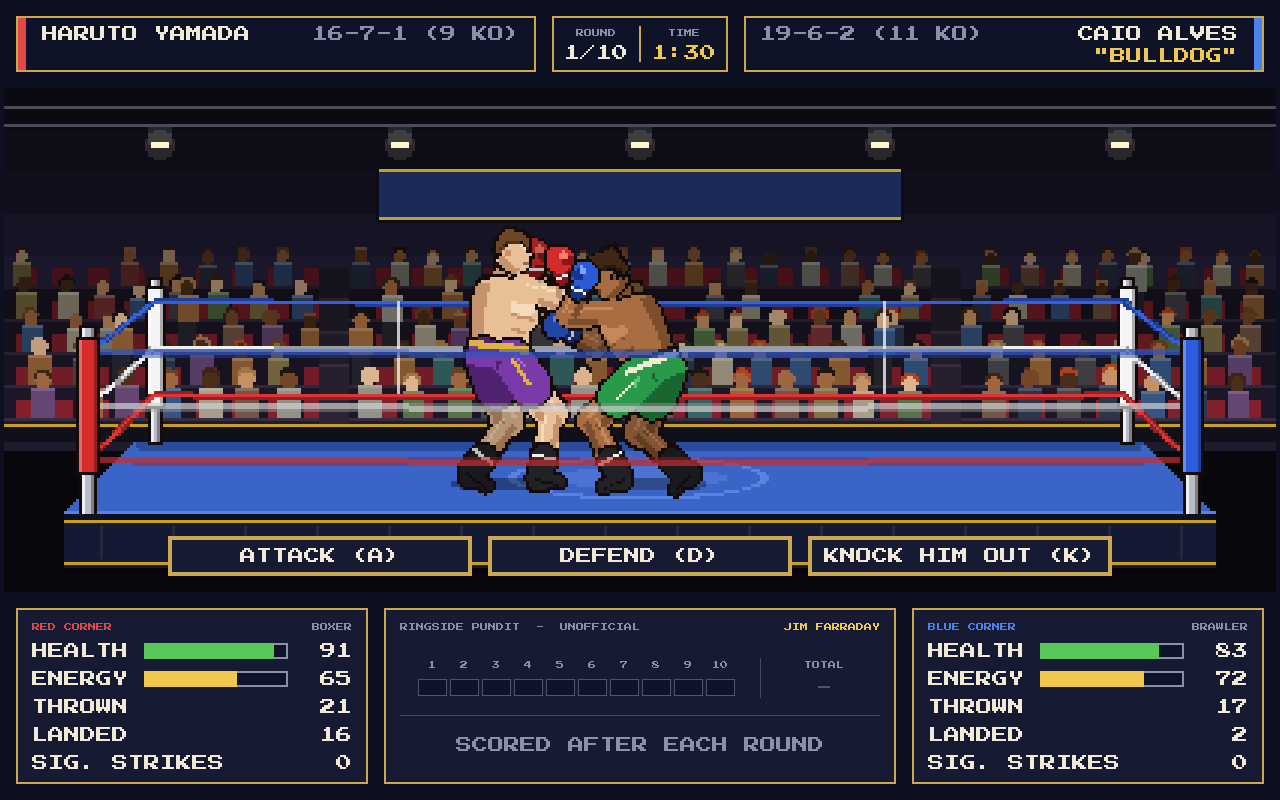 HARUTO YAMADA 16-7-1 (9 KO)
ROUND TIME
1/10 1:30
19-6-2 (11 KO) CAIO ALVES
"BULLDOG"
ATTACK (A) DEFEND (D) KNOCK HIM OUT (K)
RED CORNER BOXER
HEALTH 91
ENERGY 65
THROWN 21
LANDED 16
SIG. STRIKES 0
RINGSIDE PUNDIT - UNOFFICIAL JIM FARRADAY
1 2 3 4 5 6 7 8 9 10 TOTAL
—
SCORED AFTER EACH ROUND
BLUE CORNER BRAWLER
HEALTH 83
ENERGY 72
THROWN 17
LANDED 2
SIG. STRIKES 0